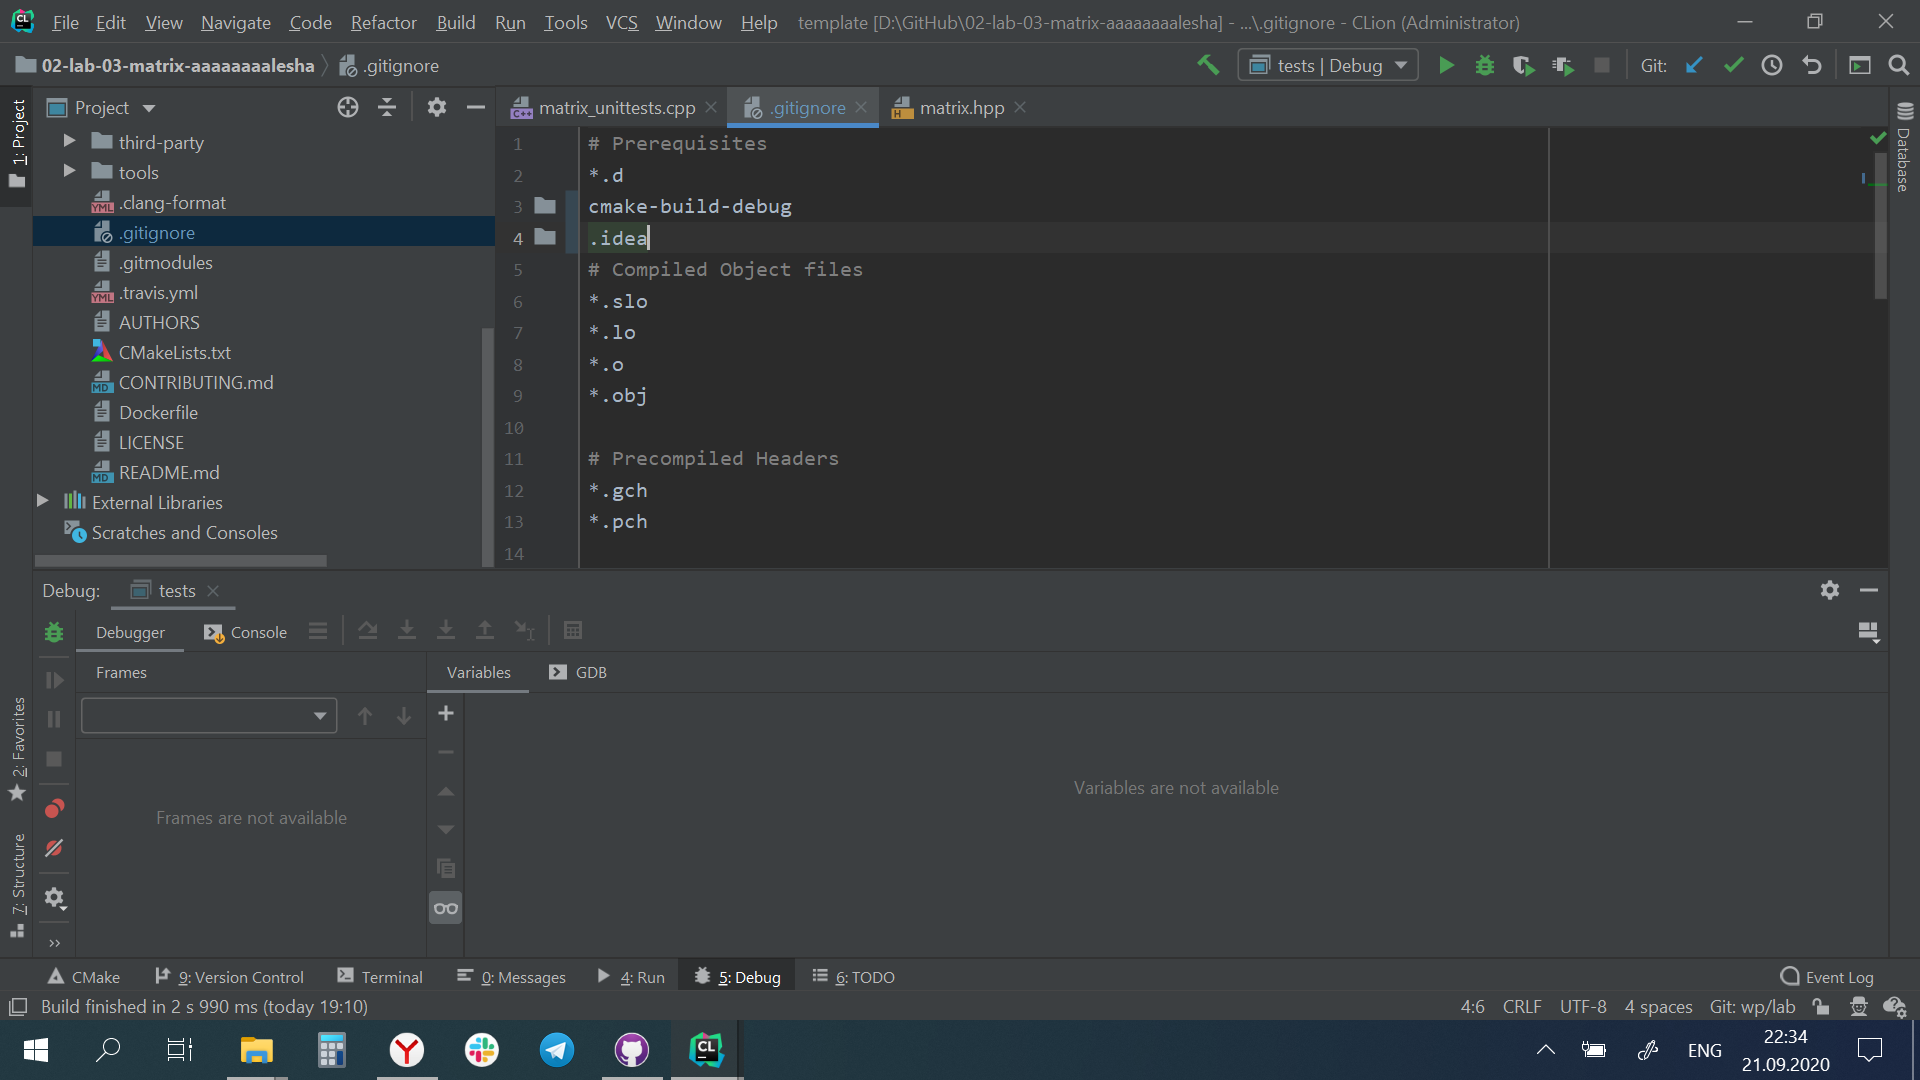 File Edit View Navigate Code Refactor Build Run Tools VCS Window Help template [D:\GitHub\02-lab-03-matrix-aaaaaaaalesha] - ...\.gitignore - CLion (Administrator)
02-lab-03-matrix-aaaaaaaalesha .gitignore tests | Debug Git:
1: Project
Project
third-party
tools
.clang-format
.gitignore
.gitmodules
.travis.yml
AUTHORS
CMakeLists.txt
CONTRIBUTING.md
Dockerfile
LICENSE
README.md
External Libraries
Scratches and Consoles
matrix_unittests.cpp .gitignore matrix.hpp
1 # Prerequisites
2 *.d
3 cmake-build-debug
4 .idea
5 # Compiled Object files
6 *.slo
7 *.lo
8 *.o
9 *.obj
10
11 # Precompiled Headers
12 *.gch
13 *.pch
14
Database
Debug: tests
Debugger Console
Frames Variables GDB
Frames are not available
Variables are not available
2: Favorites
7: Structure
CMake 9: Version Control Terminal 0: Messages 4: Run 5: Debug 6: TODO Event Log
Build finished in 2 s 990 ms (today 19:10) 4:6 CRLF UTF-8 4 spaces Git: wp/lab
ENG 22:34
21.09.2020